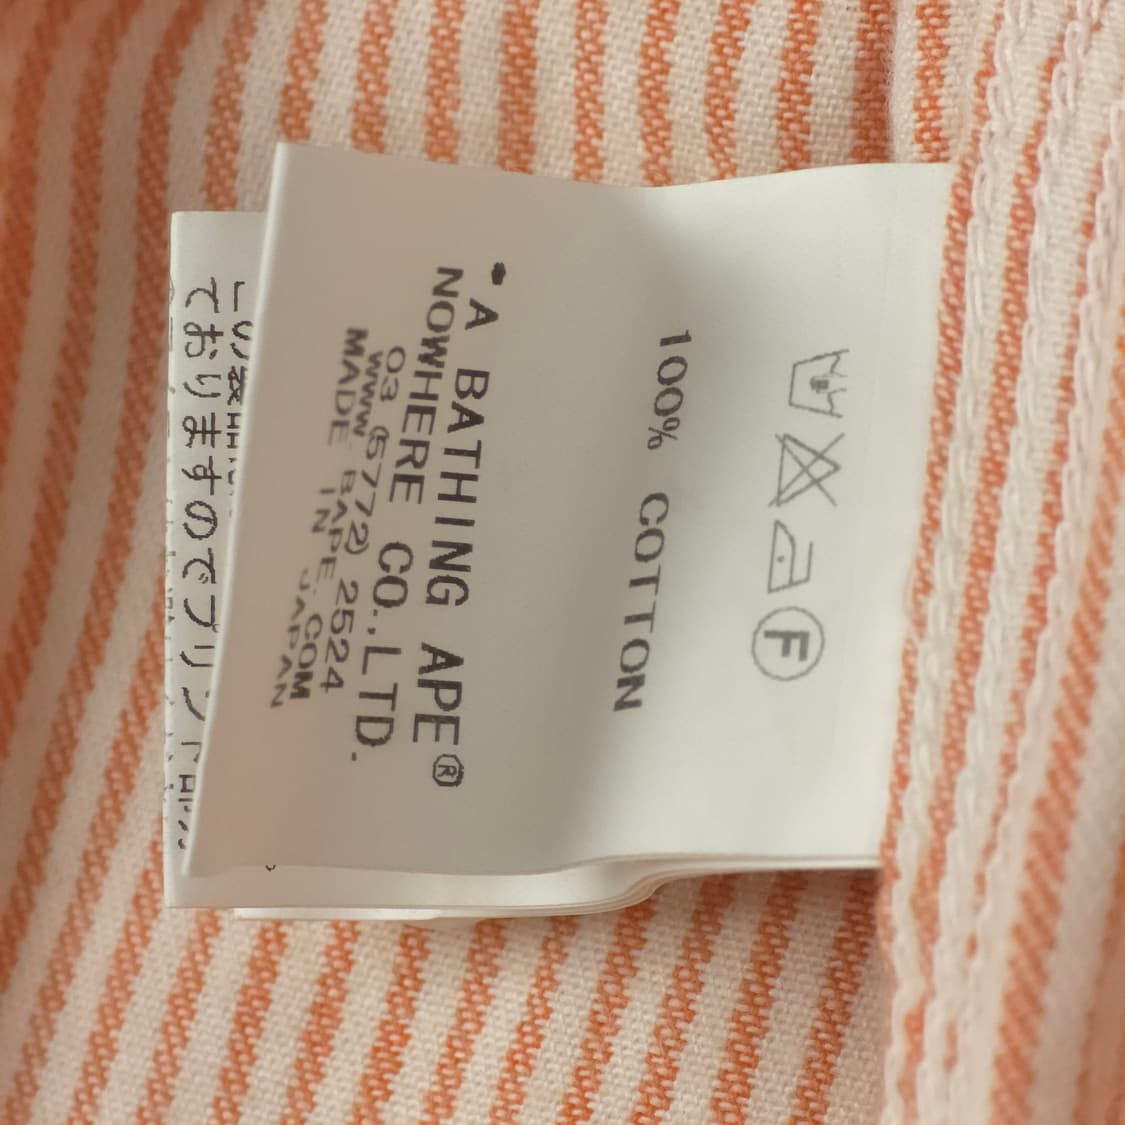 100% COTTON
• A BATHING APE®
NOWHERE CO.,LTD.
03 (5772) 2524
WWW BAPE.COM
MADE IN JAPAN
F
ておりますのでプリント